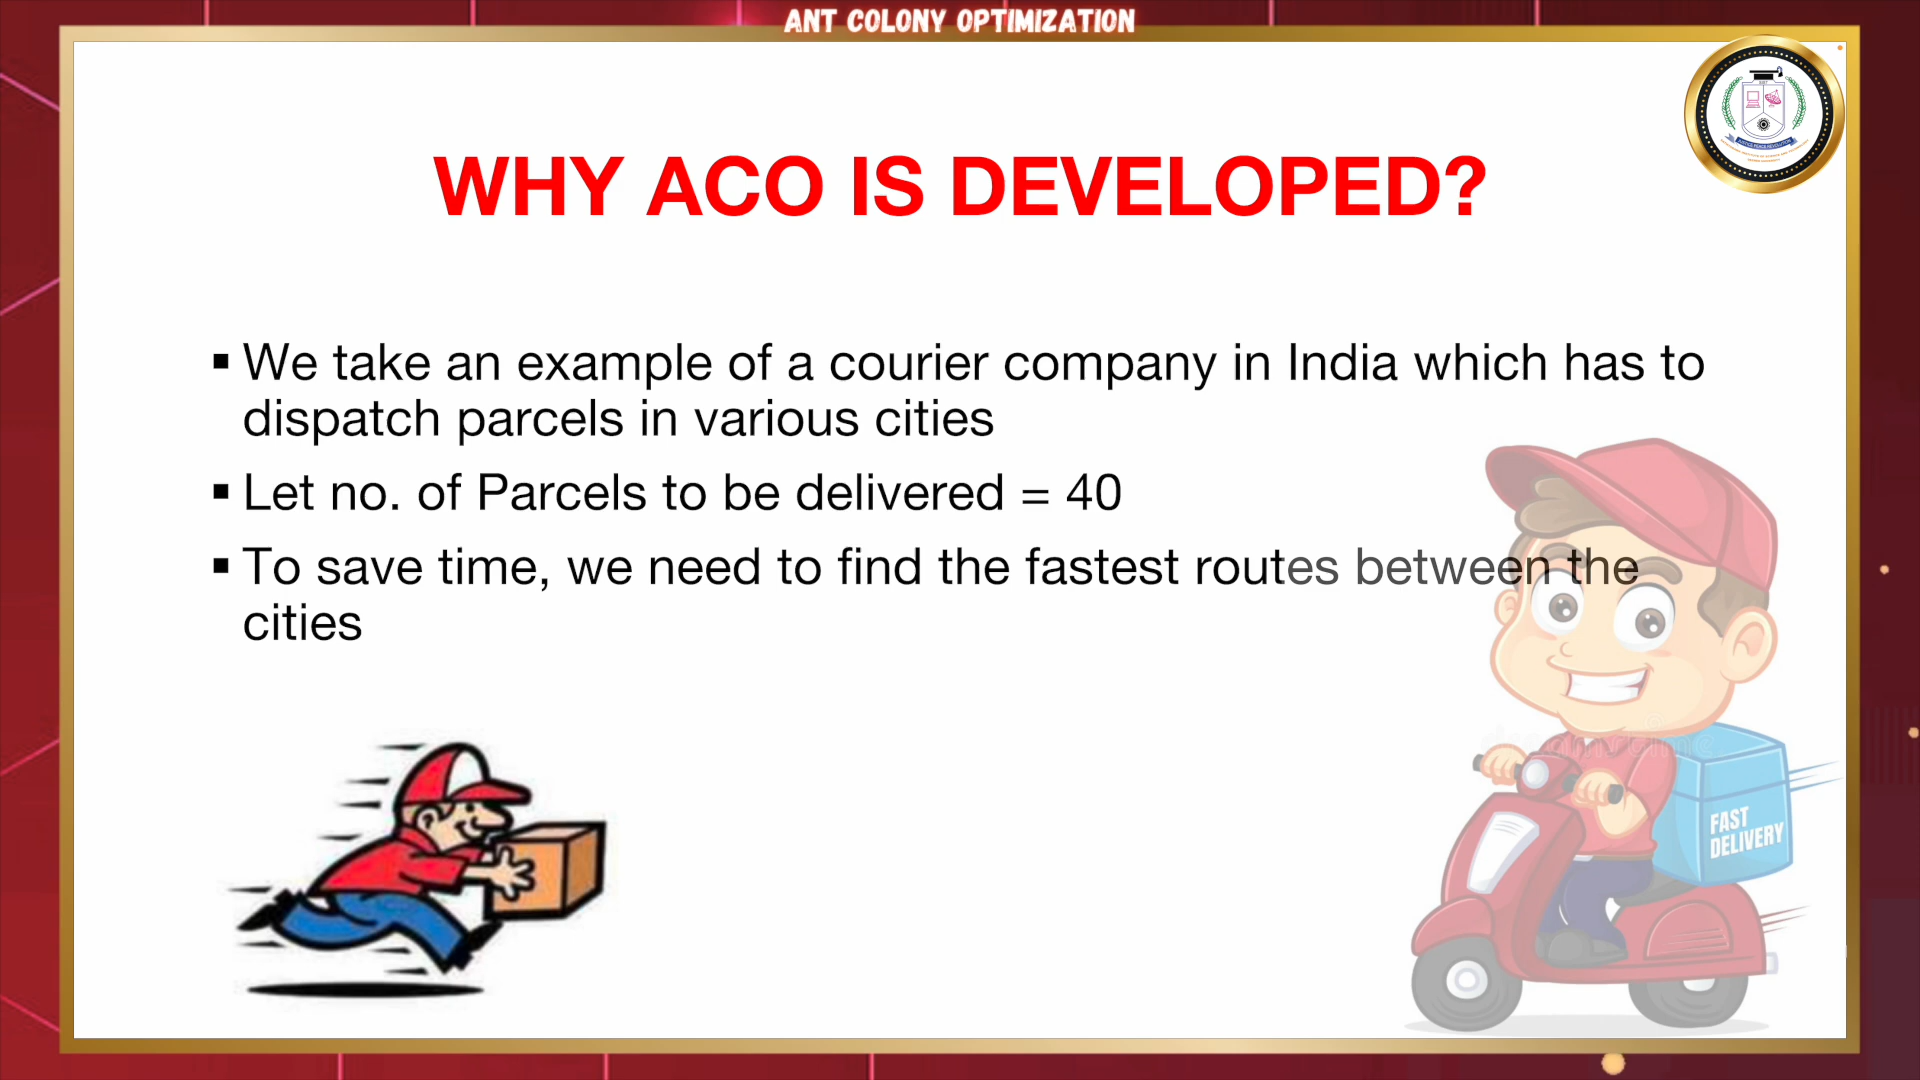 ANT COLONY OPTIMIZATION
WHY ACO IS DEVELOPED?
▪ We take an example of a courier company in India which has to
dispatch parcels in various cities
▪ Let no. of Parcels to be delivered = 40
▪ To save time, we need to find the fastest routes between the
cities
FAST
DELIVERY